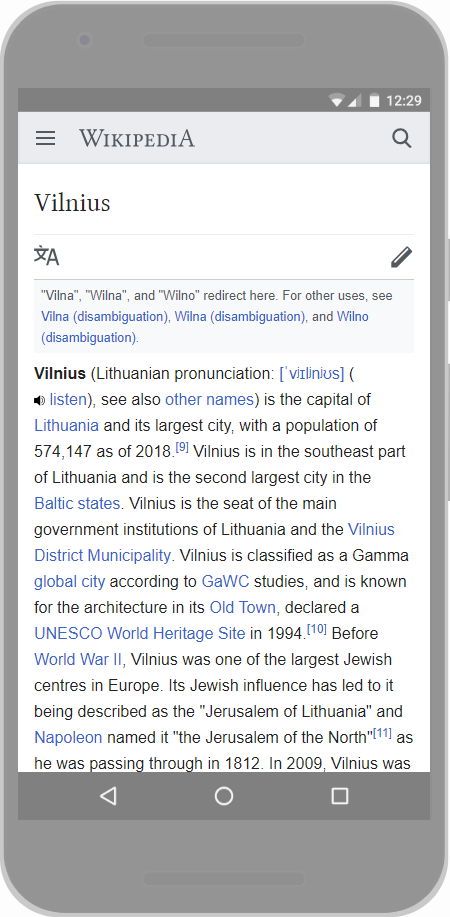 12:29
WIKIPEDIA
Vilnius
文A
"Vilna", "Wilna", and "Wilno" redirect here. For other uses, see
Vilna (disambiguation), Wilna (disambiguation), and Wilno
(disambiguation).
Vilnius (Lithuanian pronunciation: [ˈvʲɪlʲnʲʊs] (
listen), see also other names) is the capital of
Lithuania and its largest city, with a population of
574,147 as of 2018.[9] Vilnius is in the southeast part
of Lithuania and is the second largest city in the
Baltic states. Vilnius is the seat of the main
government institutions of Lithuania and the Vilnius
District Municipality. Vilnius is classified as a Gamma
global city according to GaWC studies, and is known
for the architecture in its Old Town, declared a
UNESCO World Heritage Site in 1994.[10] Before
World War II, Vilnius was one of the largest Jewish
centres in Europe. Its Jewish influence has led to it
being described as the "Jerusalem of Lithuania" and
Napoleon named it "the Jerusalem of the North"[11] as
he was passing through in 1812. In 2009, Vilnius was